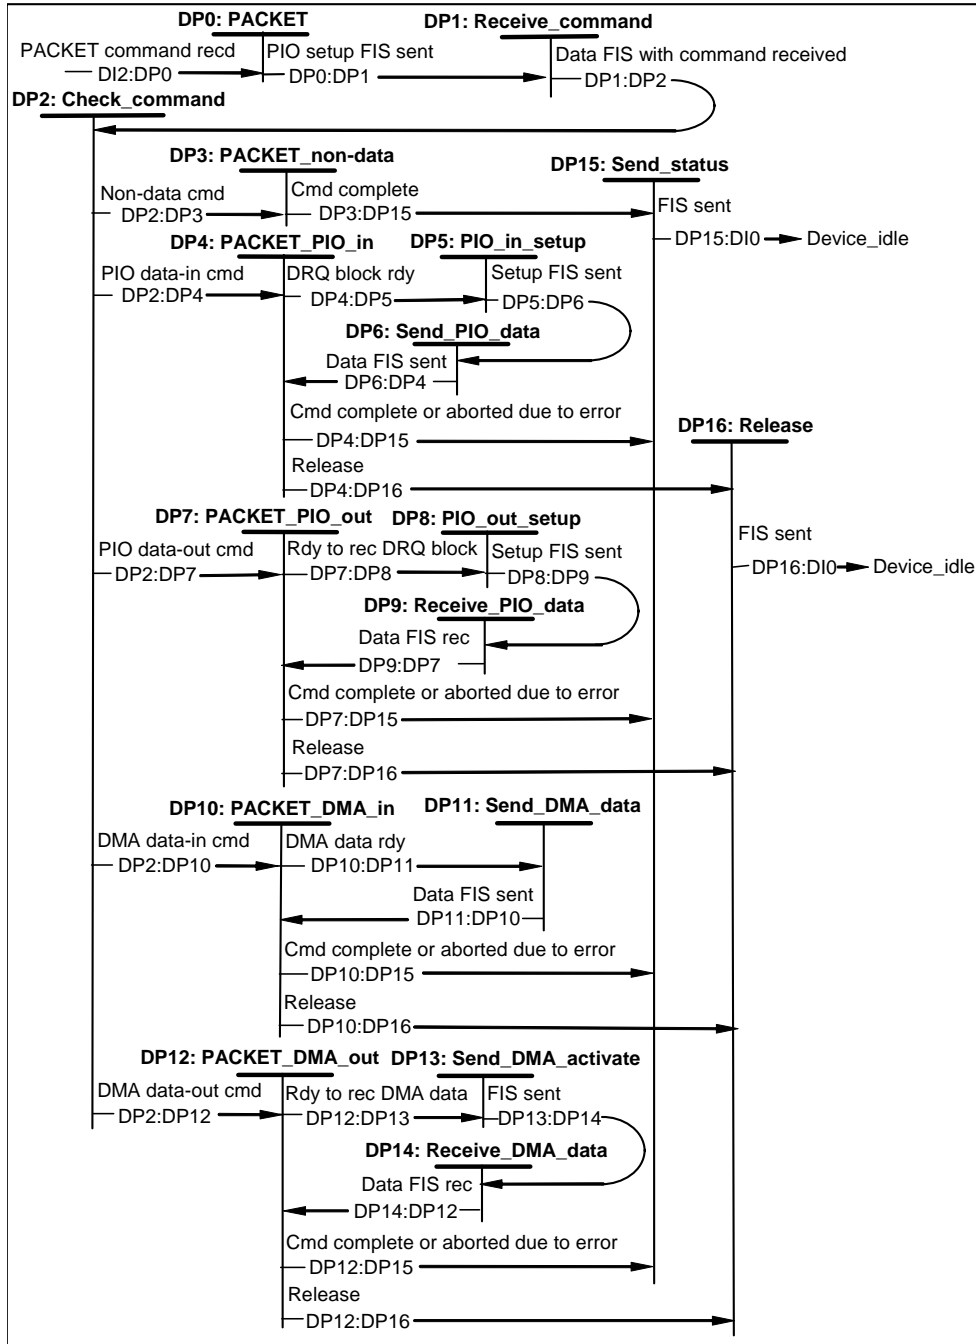 DP0: PACKET
DP1: Receive_command
PACKET command recd
PIO setup FIS sent
Data FIS with command received
DI2:DP0
DP0:DP1
DP1:DP2
DP2: Check_command
DP3: PACKET_non-data
DP15: Send_status
Non-data cmd
Cmd complete
FIS sent
DP2:DP3
DP3:DP15
DP15:DI0
Device_idle
DP4: PACKET_PIO_in
DP5: PIO_in_setup
PIO data-in cmd
DRQ block rdy
Setup FIS sent
DP2:DP4
DP4:DP5
DP5:DP6
DP6: Send_PIO_data
Data FIS sent
DP6:DP4
Cmd complete or aborted due to error
DP4:DP15
DP16: Release
Release
DP4:DP16
DP7: PACKET_PIO_out
DP8: PIO_out_setup
FIS sent
PIO data-out cmd
Rdy to rec DRQ block
Setup FIS sent
DP2:DP7
DP7:DP8
DP8:DP9
DP16:DI0
Device_idle
DP9: Receive_PIO_data
Data FIS rec
DP9:DP7
Cmd complete or aborted due to error
DP7:DP15
Release
DP7:DP16
DP10: PACKET_DMA_in
DP11: Send_DMA_data
DMA data-in cmd
DMA data rdy
DP2:DP10
DP10:DP11
Data FIS sent
DP11:DP10
Cmd complete or aborted due to error
DP10:DP15
Release
DP10:DP16
DP12: PACKET_DMA_out
DP13: Send_DMA_activate
DMA data-out cmd
Rdy to rec DMA data
FIS sent
DP2:DP12
DP12:DP13
DP13:DP14
DP14: Receive_DMA_data
Data FIS rec
DP14:DP12
Cmd complete or aborted due to error
DP12:DP15
Release
DP12:DP16